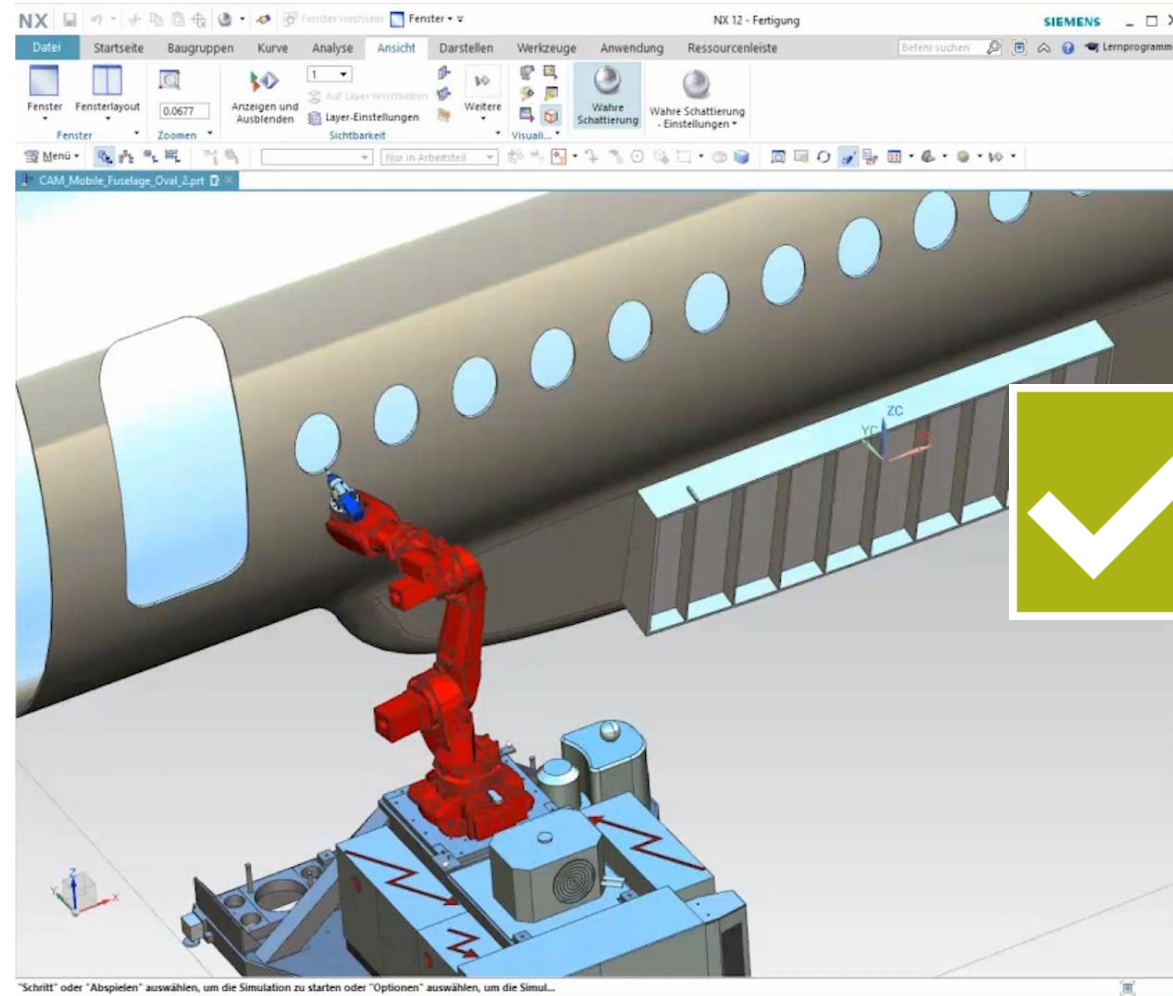 NX Fenster wechseln Fenster NX 12 - Fertigung SIEMENS
Datei Startseite Baugruppen Kurve Analyse Ansicht Darstellen Werkzeuge Anwendung Ressourcenleiste Befehl suchen Lernprogramm
1
Auf Layer verschieben
0.0677
Fenster Fensterlayout Anzeigen und Ausblenden Layer-Einstellungen Weitere Wahre Schattierung Wahre Schattierung - Einstellungen
Fenster Zoomen Sichtbarkeit Visuali...
Menü Nur in Arbeitsteil
CAM_Mobile_Fuselage_Oval_2.prt
ZC
YC
Z
Y X
"Schritt" oder "Abspielen" auswählen, um die Simulation zu starten oder "Optionen" auswählen, um die Simul...